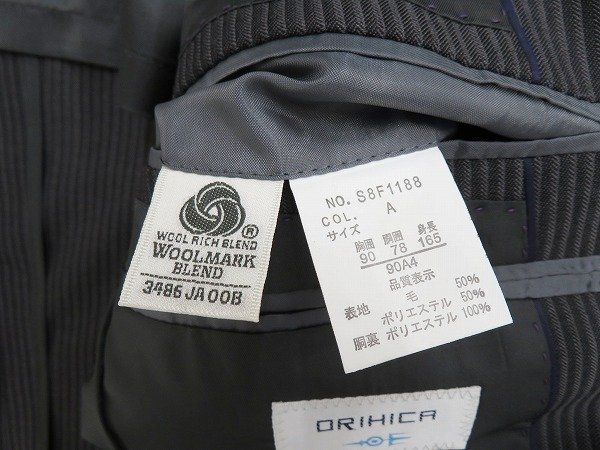 ®
WOOL RICH BLEND
WOOLMARK
BLEND
3486 JA 00B
NO. S8F1188
COL. A
サイズ
胸囲 胴囲 身長
90 78 165
90A4
品質表示
表地 毛 50%
ポリエステル 50%
胴裏 ポリエステル 100%
ORIHICA